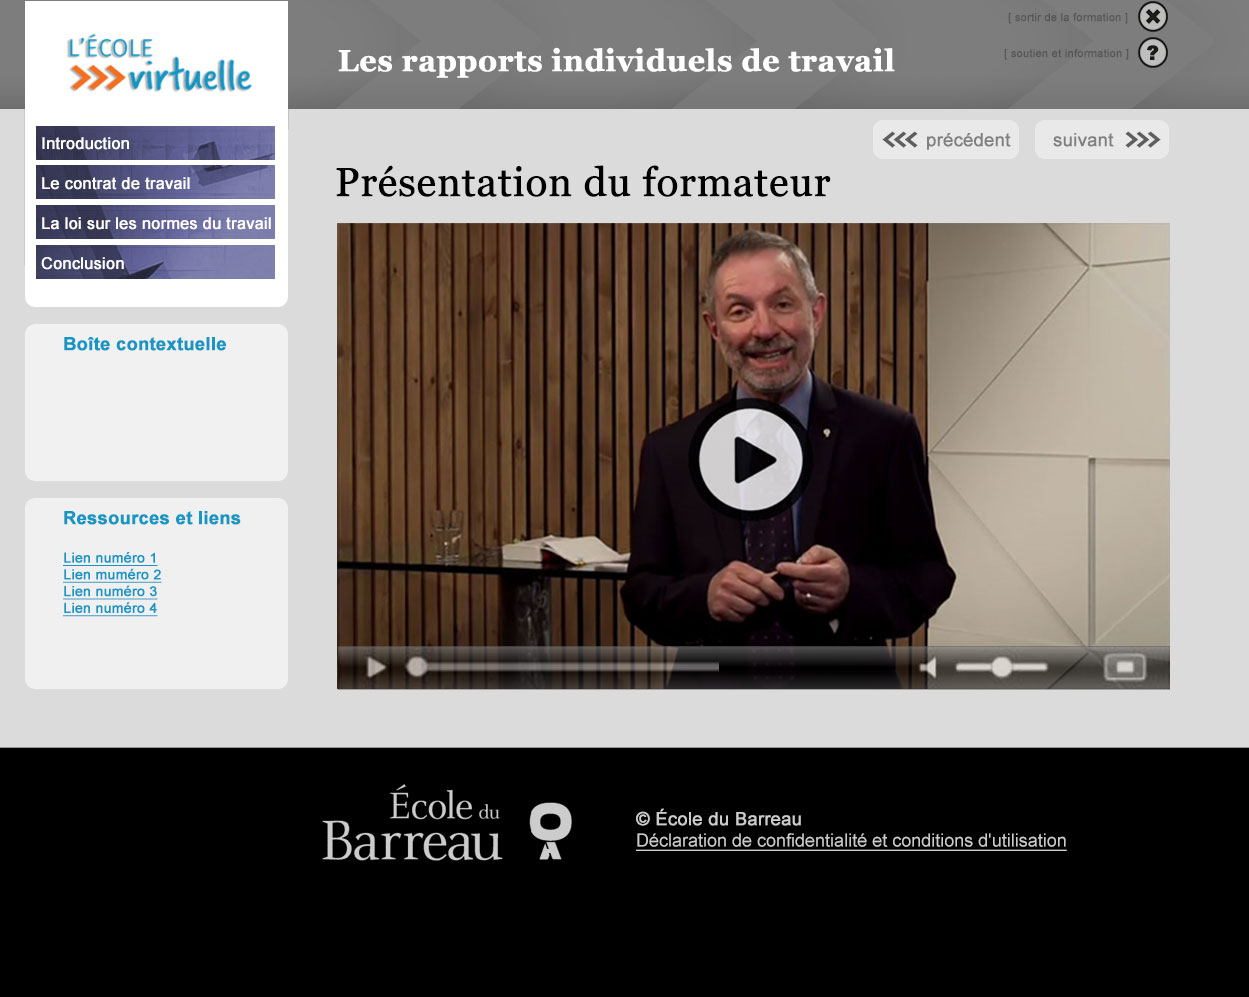 [ sortir de la formation ]
[ soutien et information ]
?
L'ÉCOLE
virtuelle
Les rapports individuels de travail
Introduction
Le contrat de travail
La loi sur les normes du travail
Conclusion
précédent
suivant
Présentation du formateur
Boîte contextuelle
Ressources et liens
Lien numéro 1
Lien muméro 2
Lien numéro 3
Lien numéro 4
École du
Barreau
© École du Barreau
Déclaration de confidentialité et conditions d'utilisation